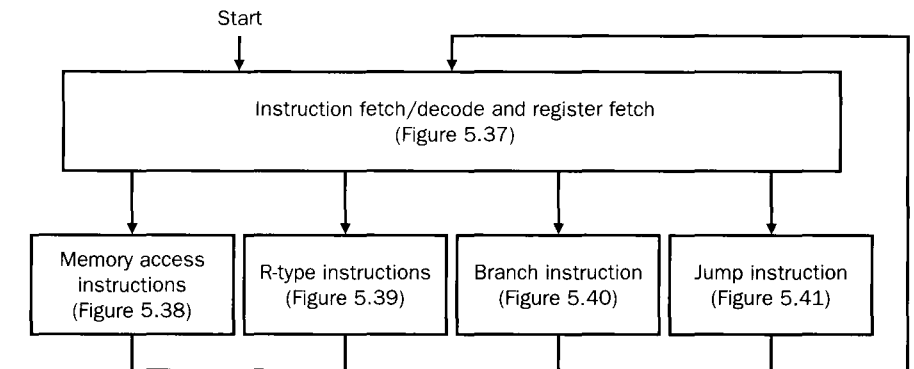 Start
Instruction fetch/decode and register fetch
(Figure 5.37)
Memory access
instructions
(Figure 5.38)
R-type instructions
(Figure 5.39)
Branch instruction
(Figure 5.40)
Jump instruction
(Figure 5.41)